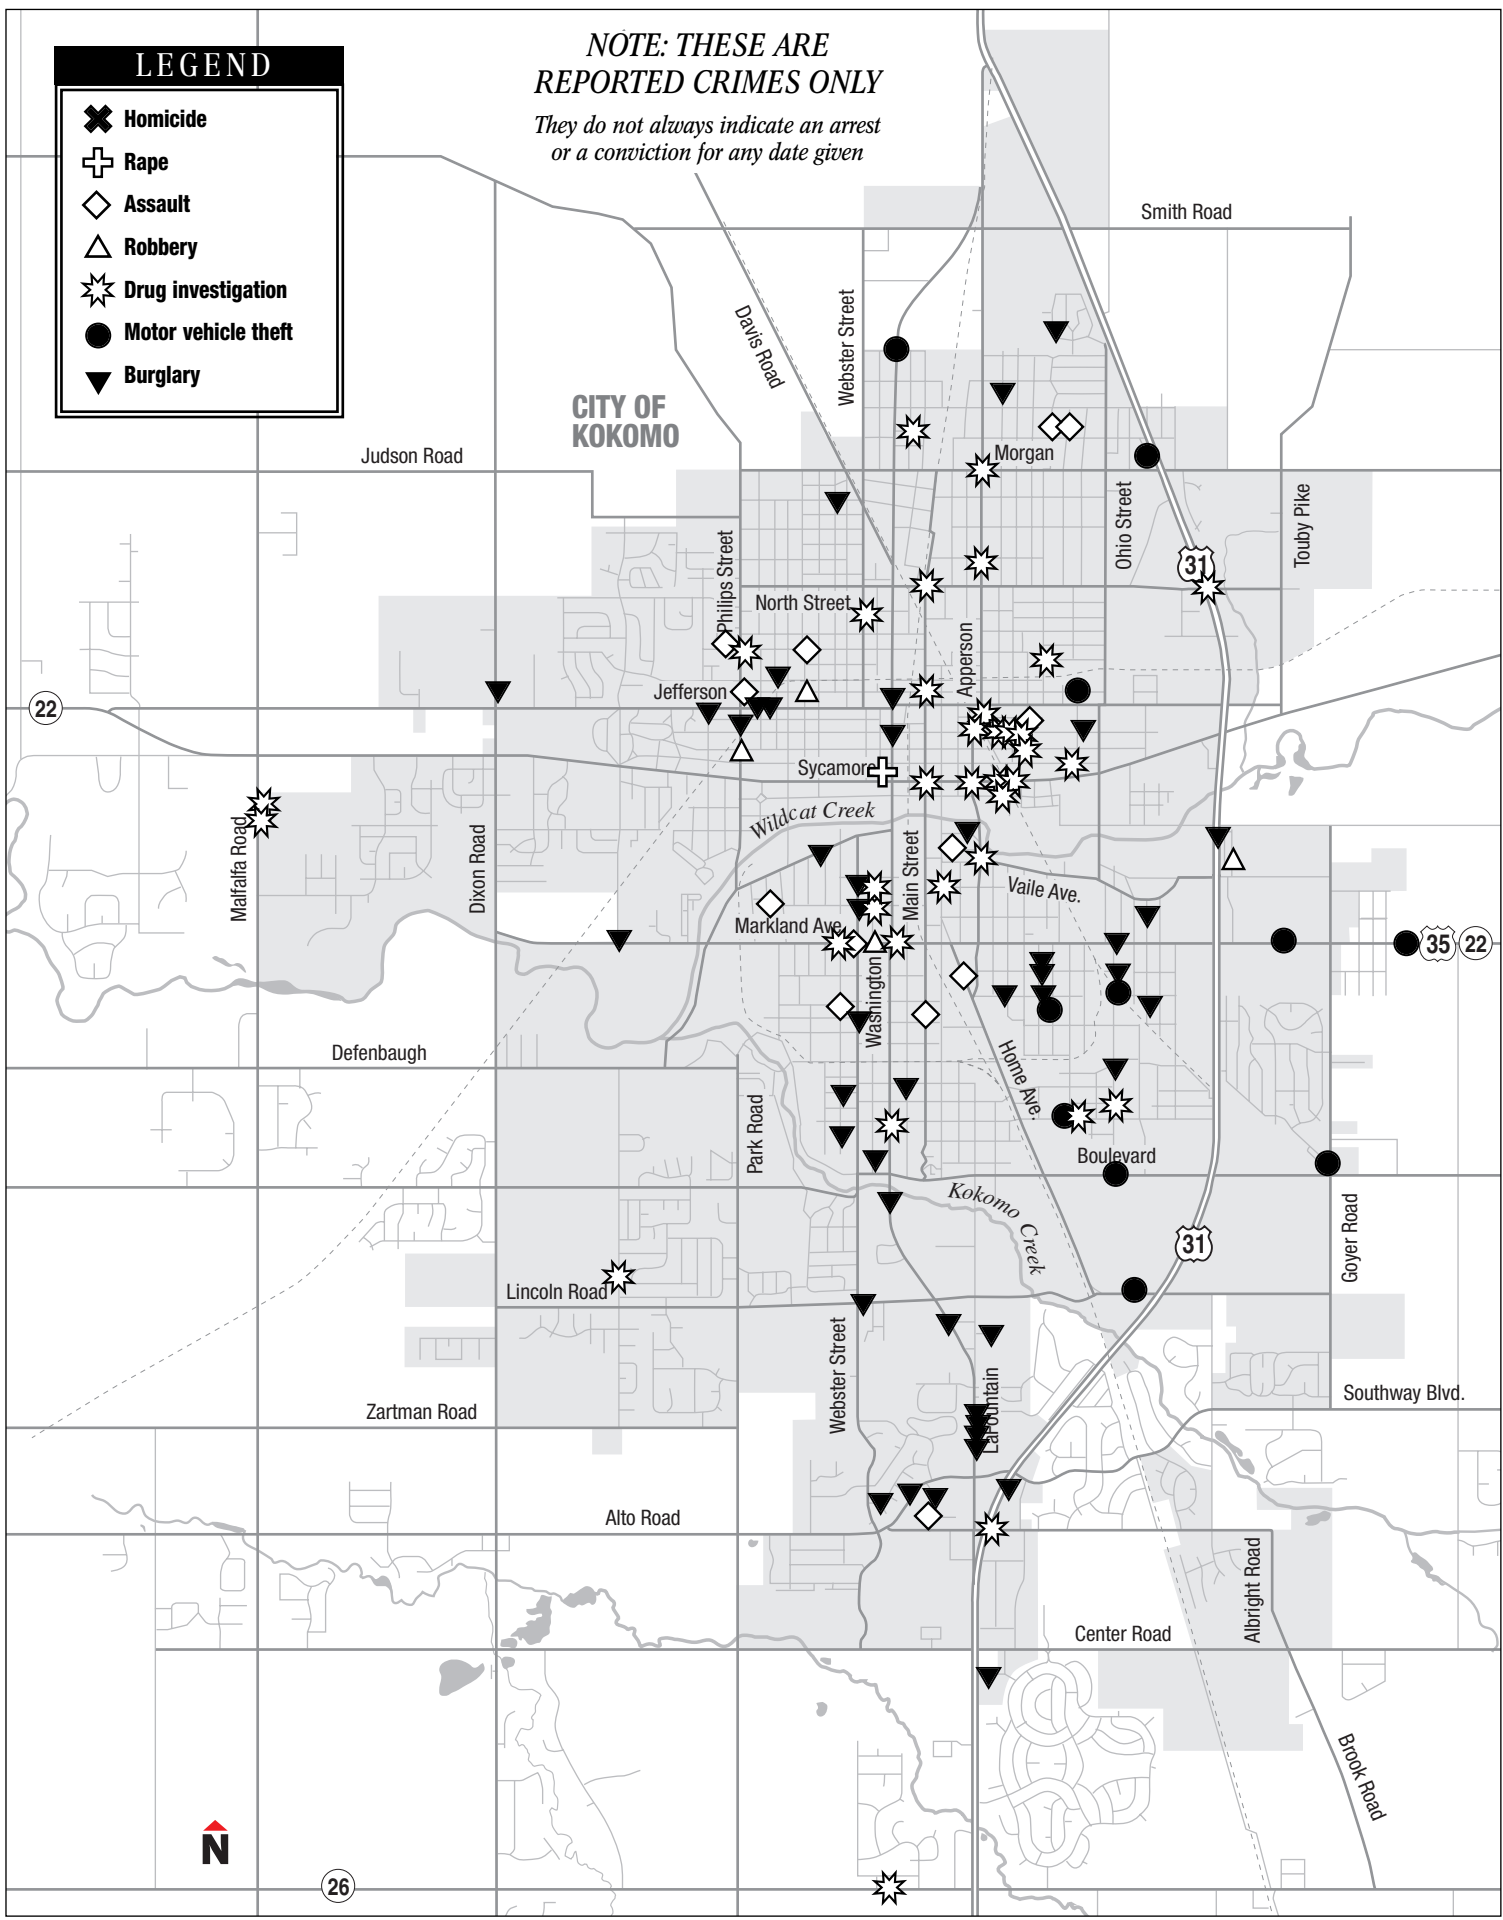 NOTE: THESE ARE
REPORTED CRIMES ONLY
They do not always indicate an arrest
or a conviction for any date given
LEGEND
Homicide
Rape
Assault
Robbery
Drug investigation
Motor vehicle theft
Burglary
CITY OF
KOKOMO
Smith Road
Davis Road
Webster Street
Judson Road
Morgan
Ohio Street
Touby Pike
31
Philips Street
North Street
Apperson
Jefferson
22
Sycamore
Wildcat Creek
Malfalfa Road
Dixon Road
Main Street
Vaile Ave.
Markland Ave.
35
22
Washington
Defenbaugh
Home Ave.
Park Road
Boulevard
Kokomo Creek
31
Goyer Road
Lincoln Road
Webster Street
LaFountain
Southway Blvd.
Zartman Road
Alto Road
Albright Road
Center Road
Brook Road
N
26